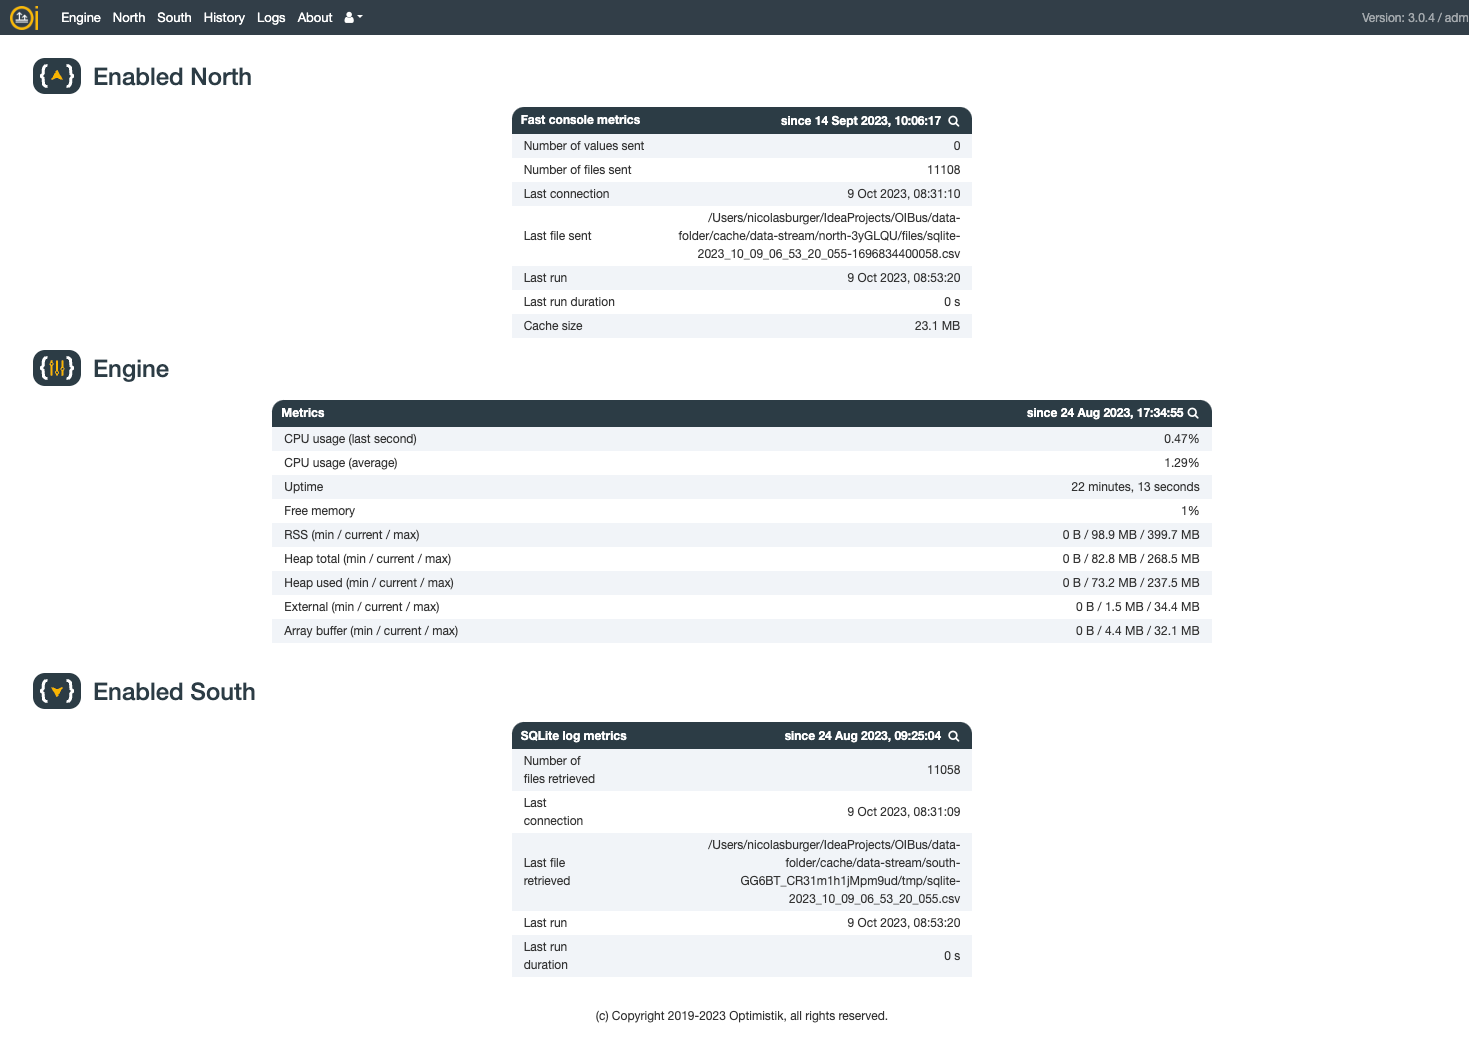 Engine North South History Logs About Version: 3.0.4 / adm
Enabled North
Fast console metrics since 14 Sept 2023, 10:06:17
Number of values sent 0
Number of files sent 11108
Last connection 9 Oct 2023, 08:31:10
Last file sent /Users/nicolasburger/IdeaProjects/OIBus/data-
folder/cache/data-stream/north-3yGLQU/files/sqlite-
2023_10_09_06_53_20_055-1696834400058.csv
Last run 9 Oct 2023, 08:53:20
Last run duration 0 s
Cache size 23.1 MB
Engine
Metrics since 24 Aug 2023, 17:34:55
CPU usage (last second) 0.47%
CPU usage (average) 1.29%
Uptime 22 minutes, 13 seconds
Free memory 1%
RSS (min / current / max) 0 B / 98.9 MB / 399.7 MB
Heap total (min / current / max) 0 B / 82.8 MB / 268.5 MB
Heap used (min / current / max) 0 B / 73.2 MB / 237.5 MB
External (min / current / max) 0 B / 1.5 MB / 34.4 MB
Array buffer (min / current / max) 0 B / 4.4 MB / 32.1 MB
Enabled South
SQLite log metrics since 24 Aug 2023, 09:25:04
Number of
files retrieved 11058
Last
connection 9 Oct 2023, 08:31:09
Last file
retrieved
/Users/nicolasburger/IdeaProjects/OIBus/data-
folder/cache/data-stream/south-
GG6BT_CR31m1h1jMpm9ud/tmp/sqlite-
2023_10_09_06_53_20_055.csv
Last run 9 Oct 2023, 08:53:20
Last run
duration 0 s
(c) Copyright 2019-2023 Optimistik, all rights reserved.